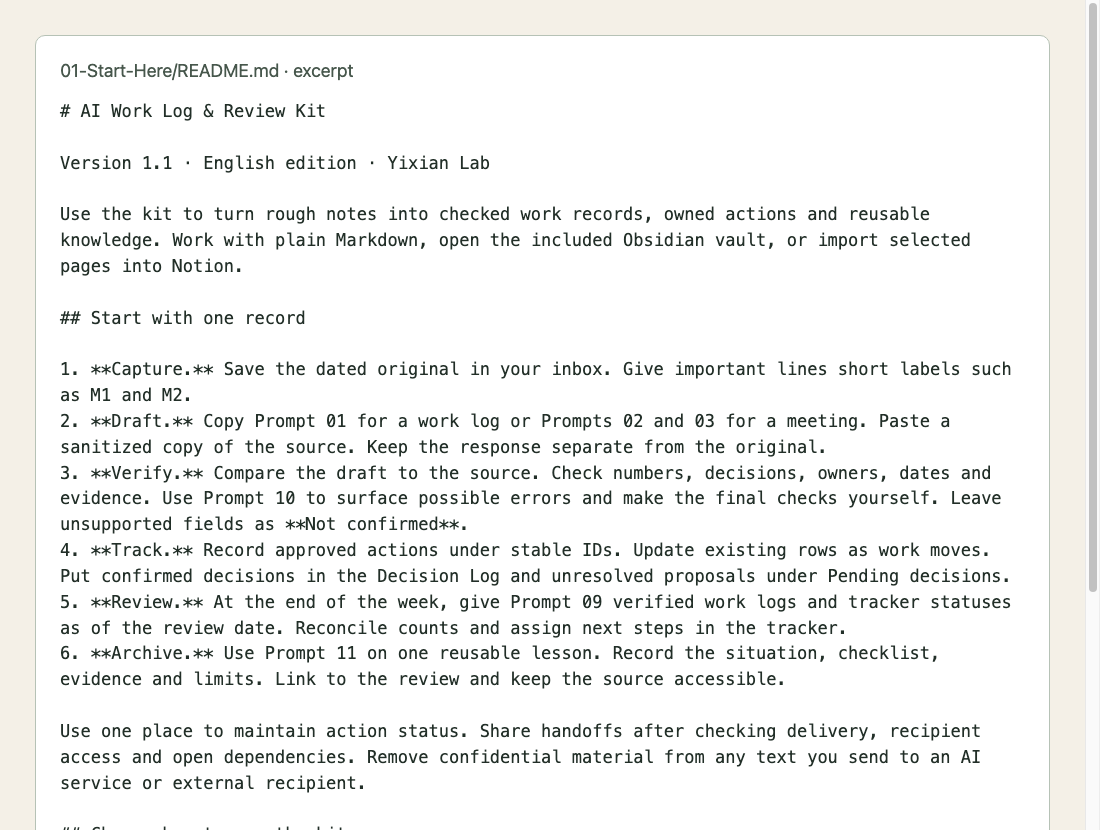 01-Start-Here/README.md · excerpt
# AI Work Log & Review Kit
Version 1.1 · English edition · Yixian Lab
Use the kit to turn rough notes into checked work records, owned actions and reusable
knowledge. Work with plain Markdown, open the included Obsidian vault, or import selected
pages into Notion.
## Start with one record
1. **Capture.** Save the dated original in your inbox. Give important lines short labels such
as M1 and M2.
2. **Draft.** Copy Prompt 01 for a work log or Prompts 02 and 03 for a meeting. Paste a
sanitized copy of the source. Keep the response separate from the original.
3. **Verify.** Compare the draft to the source. Check numbers, decisions, owners, dates and
evidence. Use Prompt 10 to surface possible errors and make the final checks yourself. Leave
unsupported fields as **Not confirmed**.
4. **Track.** Record approved actions under stable IDs. Update existing rows as work moves.
Put confirmed decisions in the Decision Log and unresolved proposals under Pending decisions.
5. **Review.** At the end of the week, give Prompt 09 verified work logs and tracker statuses
as of the review date. Reconcile counts and assign next steps in the tracker.
6. **Archive.** Use Prompt 11 on one reusable lesson. Record the situation, checklist,
evidence and limits. Link to the review and keep the source accessible.
Use one place to maintain action status. Share handoffs after checking delivery, recipient
access and open dependencies. Remove confidential material from any text you send to an AI
service or external recipient.